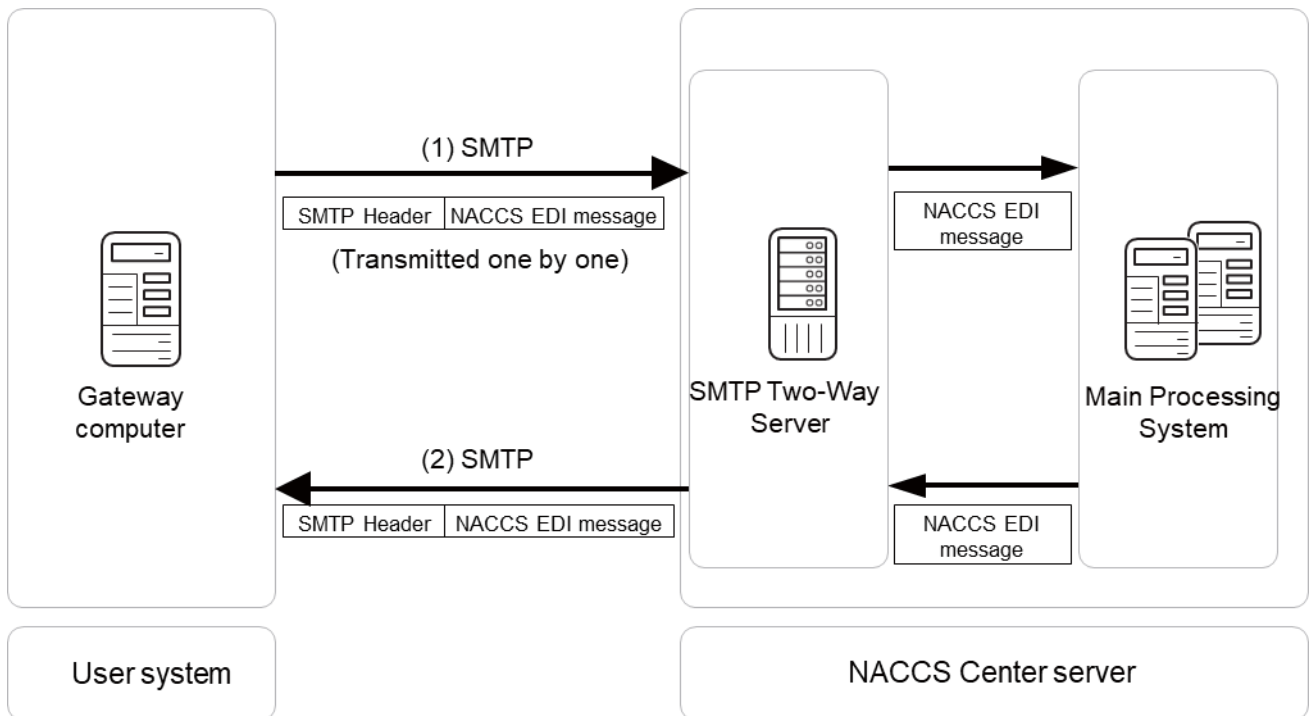 (1) SMTP
SMTP Header NACCS EDI message
(Transmitted one by one)
NACCS EDI
message
Gateway
computer
SMTP Two-Way
Server
Main Processing
System
(2) SMTP
SMTP Header NACCS EDI message
NACCS EDI
message
User system
NACCS Center server